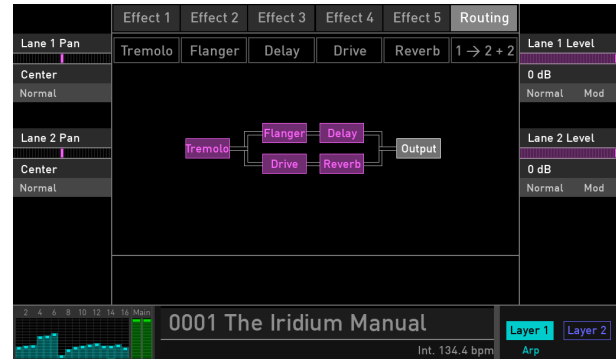 Effect 1 Effect 2 Effect 3 Effect 4 Effect 5 Routing
Tremolo Flanger Delay Drive Reverb 1 → 2 + 2
Lane 1 Pan
Center
Normal
Lane 2 Pan
Center
Normal
Lane 1 Level
0 dB
Normal Mod
Lane 2 Level
0 dB
Normal Mod
Flanger Delay
Tremolo Output
Drive Reverb
2 4 6 8 10 12 14 16 Main
0001 The Iridium Manual
Int. 134.4 bpm
Layer 1 Layer 2
Arp